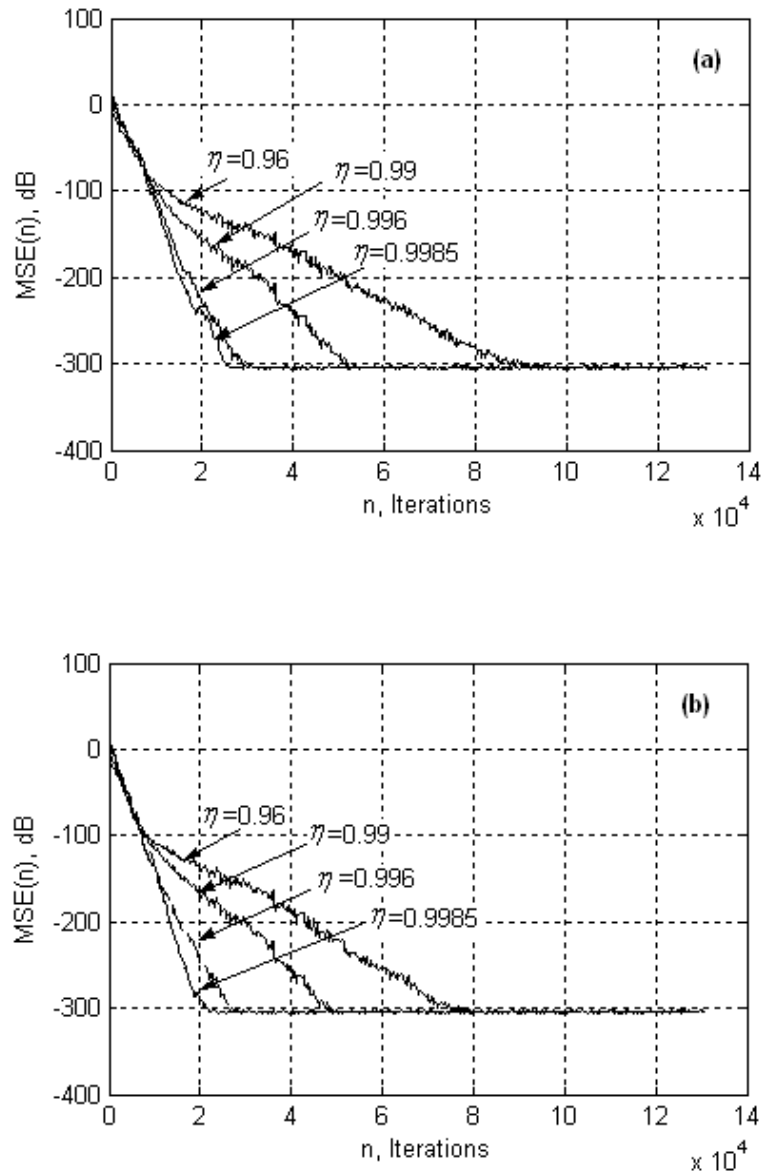 100
(a)
0
η=0.96
η=0.99
-100
η=0.996
η=0.9985
-200
-300
-400
0 2 4 6 8 10 12 14
MSE(n), dB
n, Iterations
x 10^4
100
(b)
0
η=0.96
-100
η=0.99
η=0.996
-200
η=0.9985
-300
-400
0 2 4 6 8 10 12 14
MSE(n), dB
n, Iterations
x 10^4